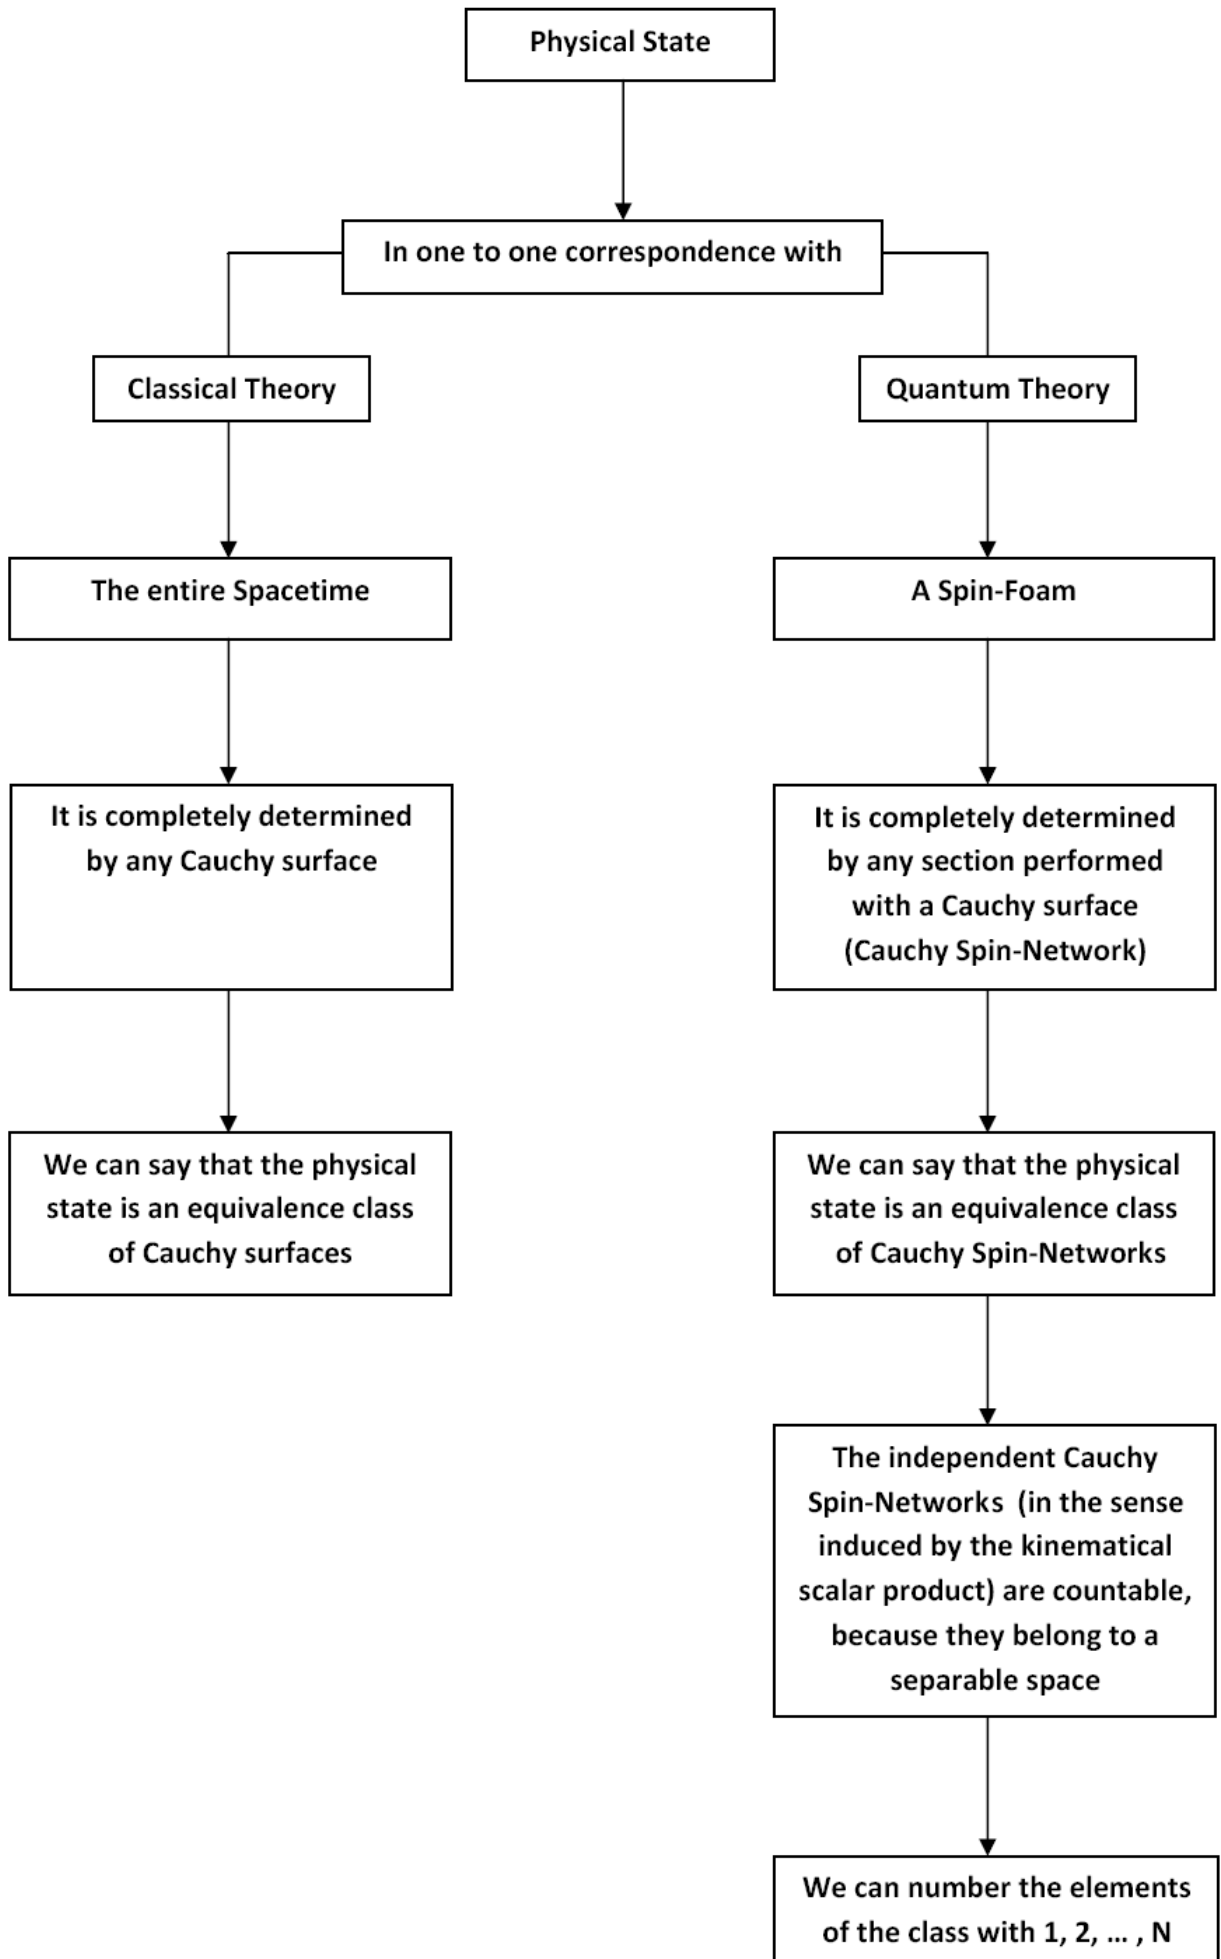 Physical State
In one to one correspondence with
Classical Theory
Quantum Theory
The entire Spacetime
A Spin-Foam
It is completely determined
by any Cauchy surface
It is completely determined
by any section performed
with a Cauchy surface
(Cauchy Spin-Network)
We can say that the physical
state is an equivalence class
of Cauchy surfaces
We can say that the physical
state is an equivalence class
of Cauchy Spin-Networks
The independent Cauchy
Spin-Networks (in the sense
induced by the kinematical
scalar product) are countable,
because they belong to a
separable space
We can number the elements
of the class with 1, 2, ... , N